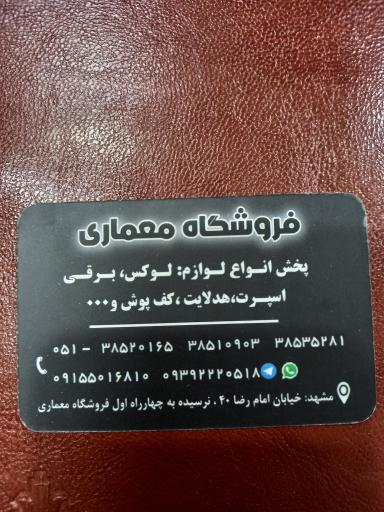 فروشگاه معماری
پخش انواع لوازم: لوکس، برقی
اسپرت،هدلایت ،کف پوش و...
۰۵۱ - ۳۸۵۲۰۱۶۵ ۳۸۵۱۰۹۰۳ ۳۸۵۳۵۲۸۱
۰۹۱۵۵۰۱۶۸۱۰ ۰۹۳۹۲۲۲۰۵۱۸
مشهد: خیابان امام رضا ۴۰ ، نرسیده به چهارراه اول فروشگاه معماری